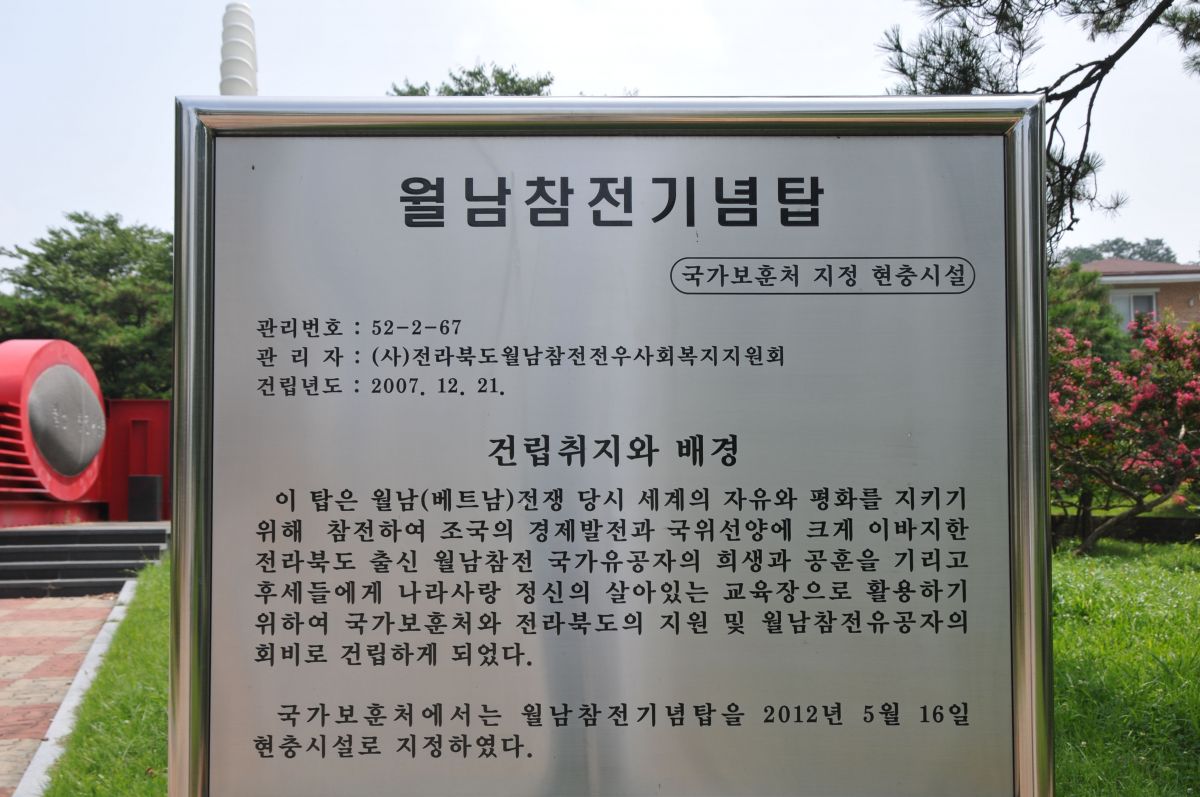 월남참전기념탑
국가보훈처 지정 현충시설
관리번호 : 52-2-67
관 리 자 : (사)전라북도월남참전전우사회복지지원회
건립년도 : 2007. 12. 21.
건립취지와 배경
이 탑은 월남(베트남)전쟁 당시 세계의 자유와 평화를 지키기
위해 참전하여 조국의 경제발전과 국위선양에 크게 이바지한
전라북도 출신 월남참전 국가유공자의 희생과 공훈을 기리고
후세들에게 나라사랑 정신의 살아있는 교육장으로 활용하기
위하여 국가보훈처와 전라북도의 지원 및 월남참전유공자의
회비로 건립하게 되었다.
국가보훈처에서는 월남참전기념탑을 2012년 5월 16일
현충시설로 지정하였다.